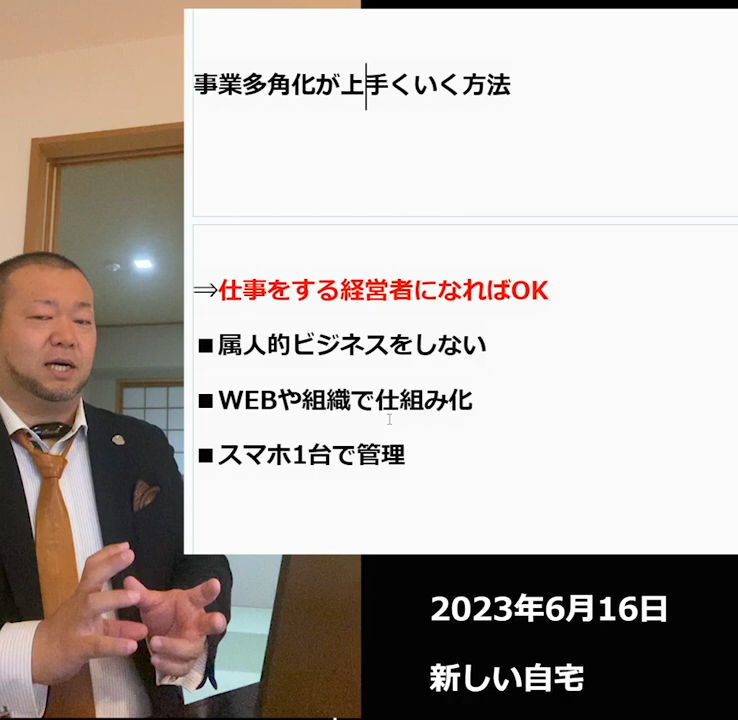 事業多角化が上手くいく方法
⇒仕事をする経営者になればOK
■属人的ビジネスをしない
■WEBや組織で仕組み化
■スマホ1台で管理
2023年6月16日
新しい自宅